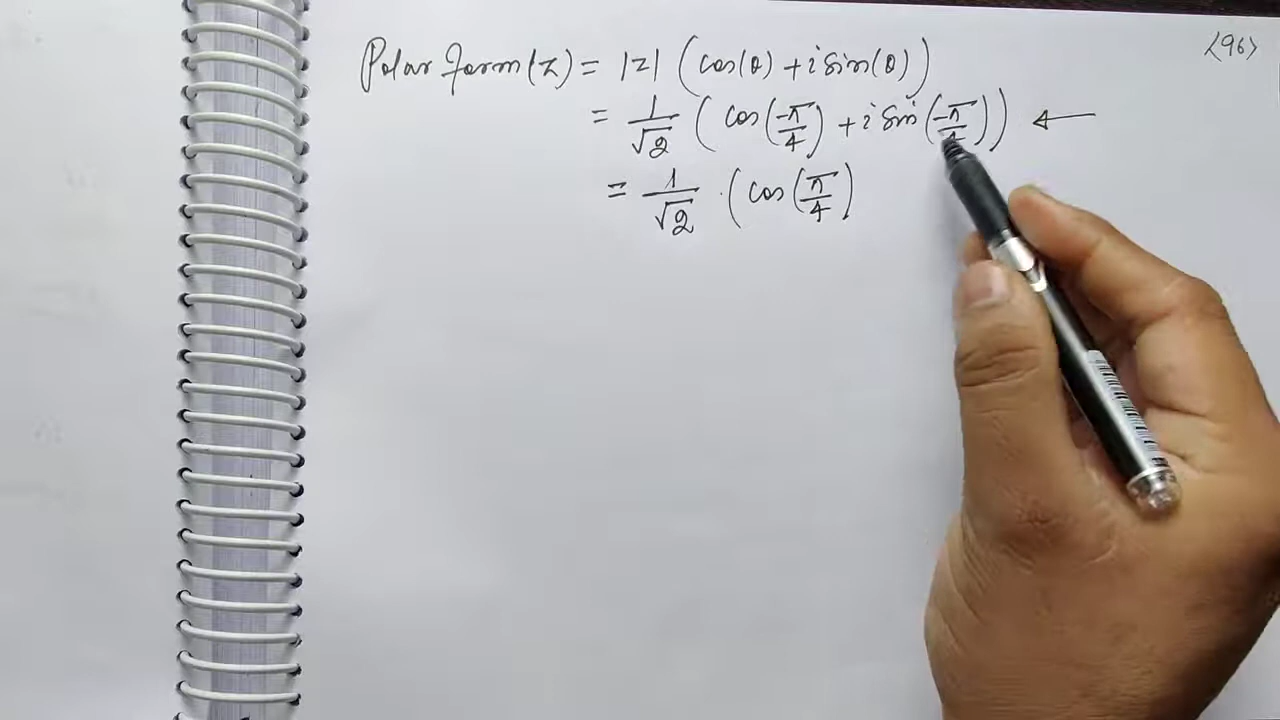 ⟨96⟩
Polar Form(z) = |z| (cos(θ) + i sin(θ))
= 1/√2 (cos(-π/4) + i sin(-π/4)) ←
= 1/√2 · (cos(π/4)